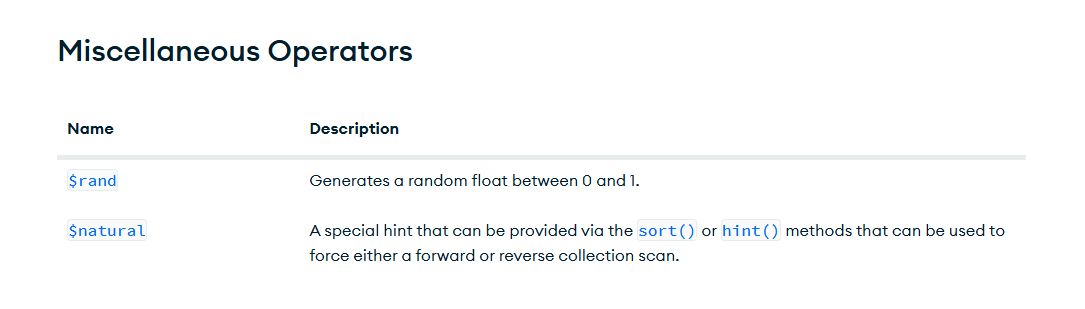 Miscellaneous Operators
Name Description
$rand Generates a random float between 0 and 1.
$natural A special hint that can be provided via the sort() or hint() methods that can be used to
force either a forward or reverse collection scan.